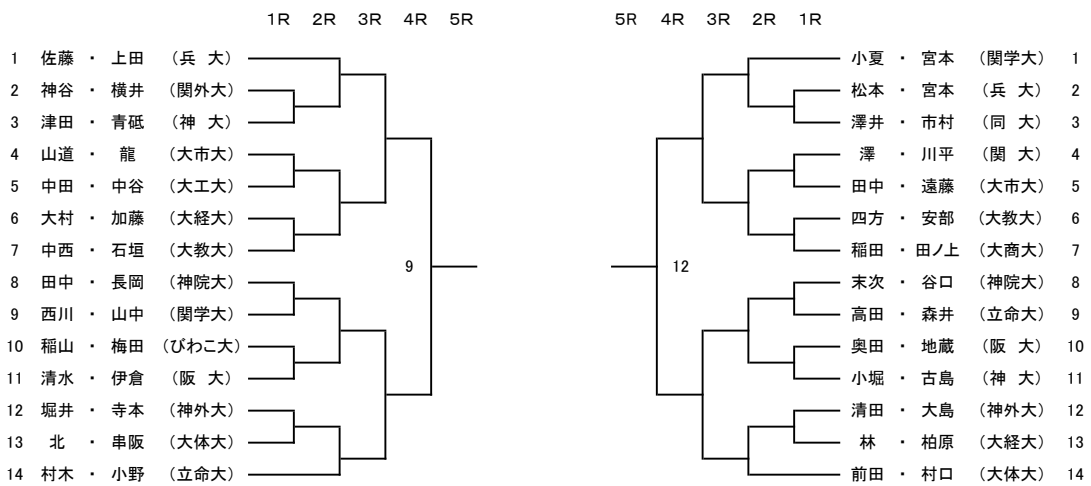 1R 2R 3R 4R 5R
1 佐藤 ・ 上田 (兵 大)
2 神谷 ・ 横井 (関外大)
3 津田 ・ 青砥 (神 大)
4 山道 ・ 龍 (大市大)
5 中田 ・ 中谷 (大工大)
6 大村 ・ 加藤 (大経大)
7 中西 ・ 石垣 (大教大)
9
8 田中 ・ 長岡 (神院大)
9 西川 ・ 山中 (関学大)
10 稲山 ・ 梅田 (びわこ大)
11 清水 ・ 伊倉 (阪 大)
12 堀井 ・ 寺本 (神外大)
13 北 ・ 串阪 (大体大)
14 村木 ・ 小野 (立命大)
5R 4R 3R 2R 1R
小夏 ・ 宮本 (関学大) 1
松本 ・ 宮本 (兵 大) 2
澤井 ・ 市村 (同 大) 3
澤 ・ 川平 (関 大) 4
田中 ・ 遠藤 (大市大) 5
四方 ・ 安部 (大教大) 6
稲田 ・ 田ノ上 (大商大) 7
12
末次 ・ 谷口 (神院大) 8
高田 ・ 森井 (立命大) 9
奥田 ・ 地蔵 (阪 大) 10
小堀 ・ 古島 (神 大) 11
清田 ・ 大島 (神外大) 12
林 ・ 柏原 (大経大) 13
前田 ・ 村口 (大体大) 14